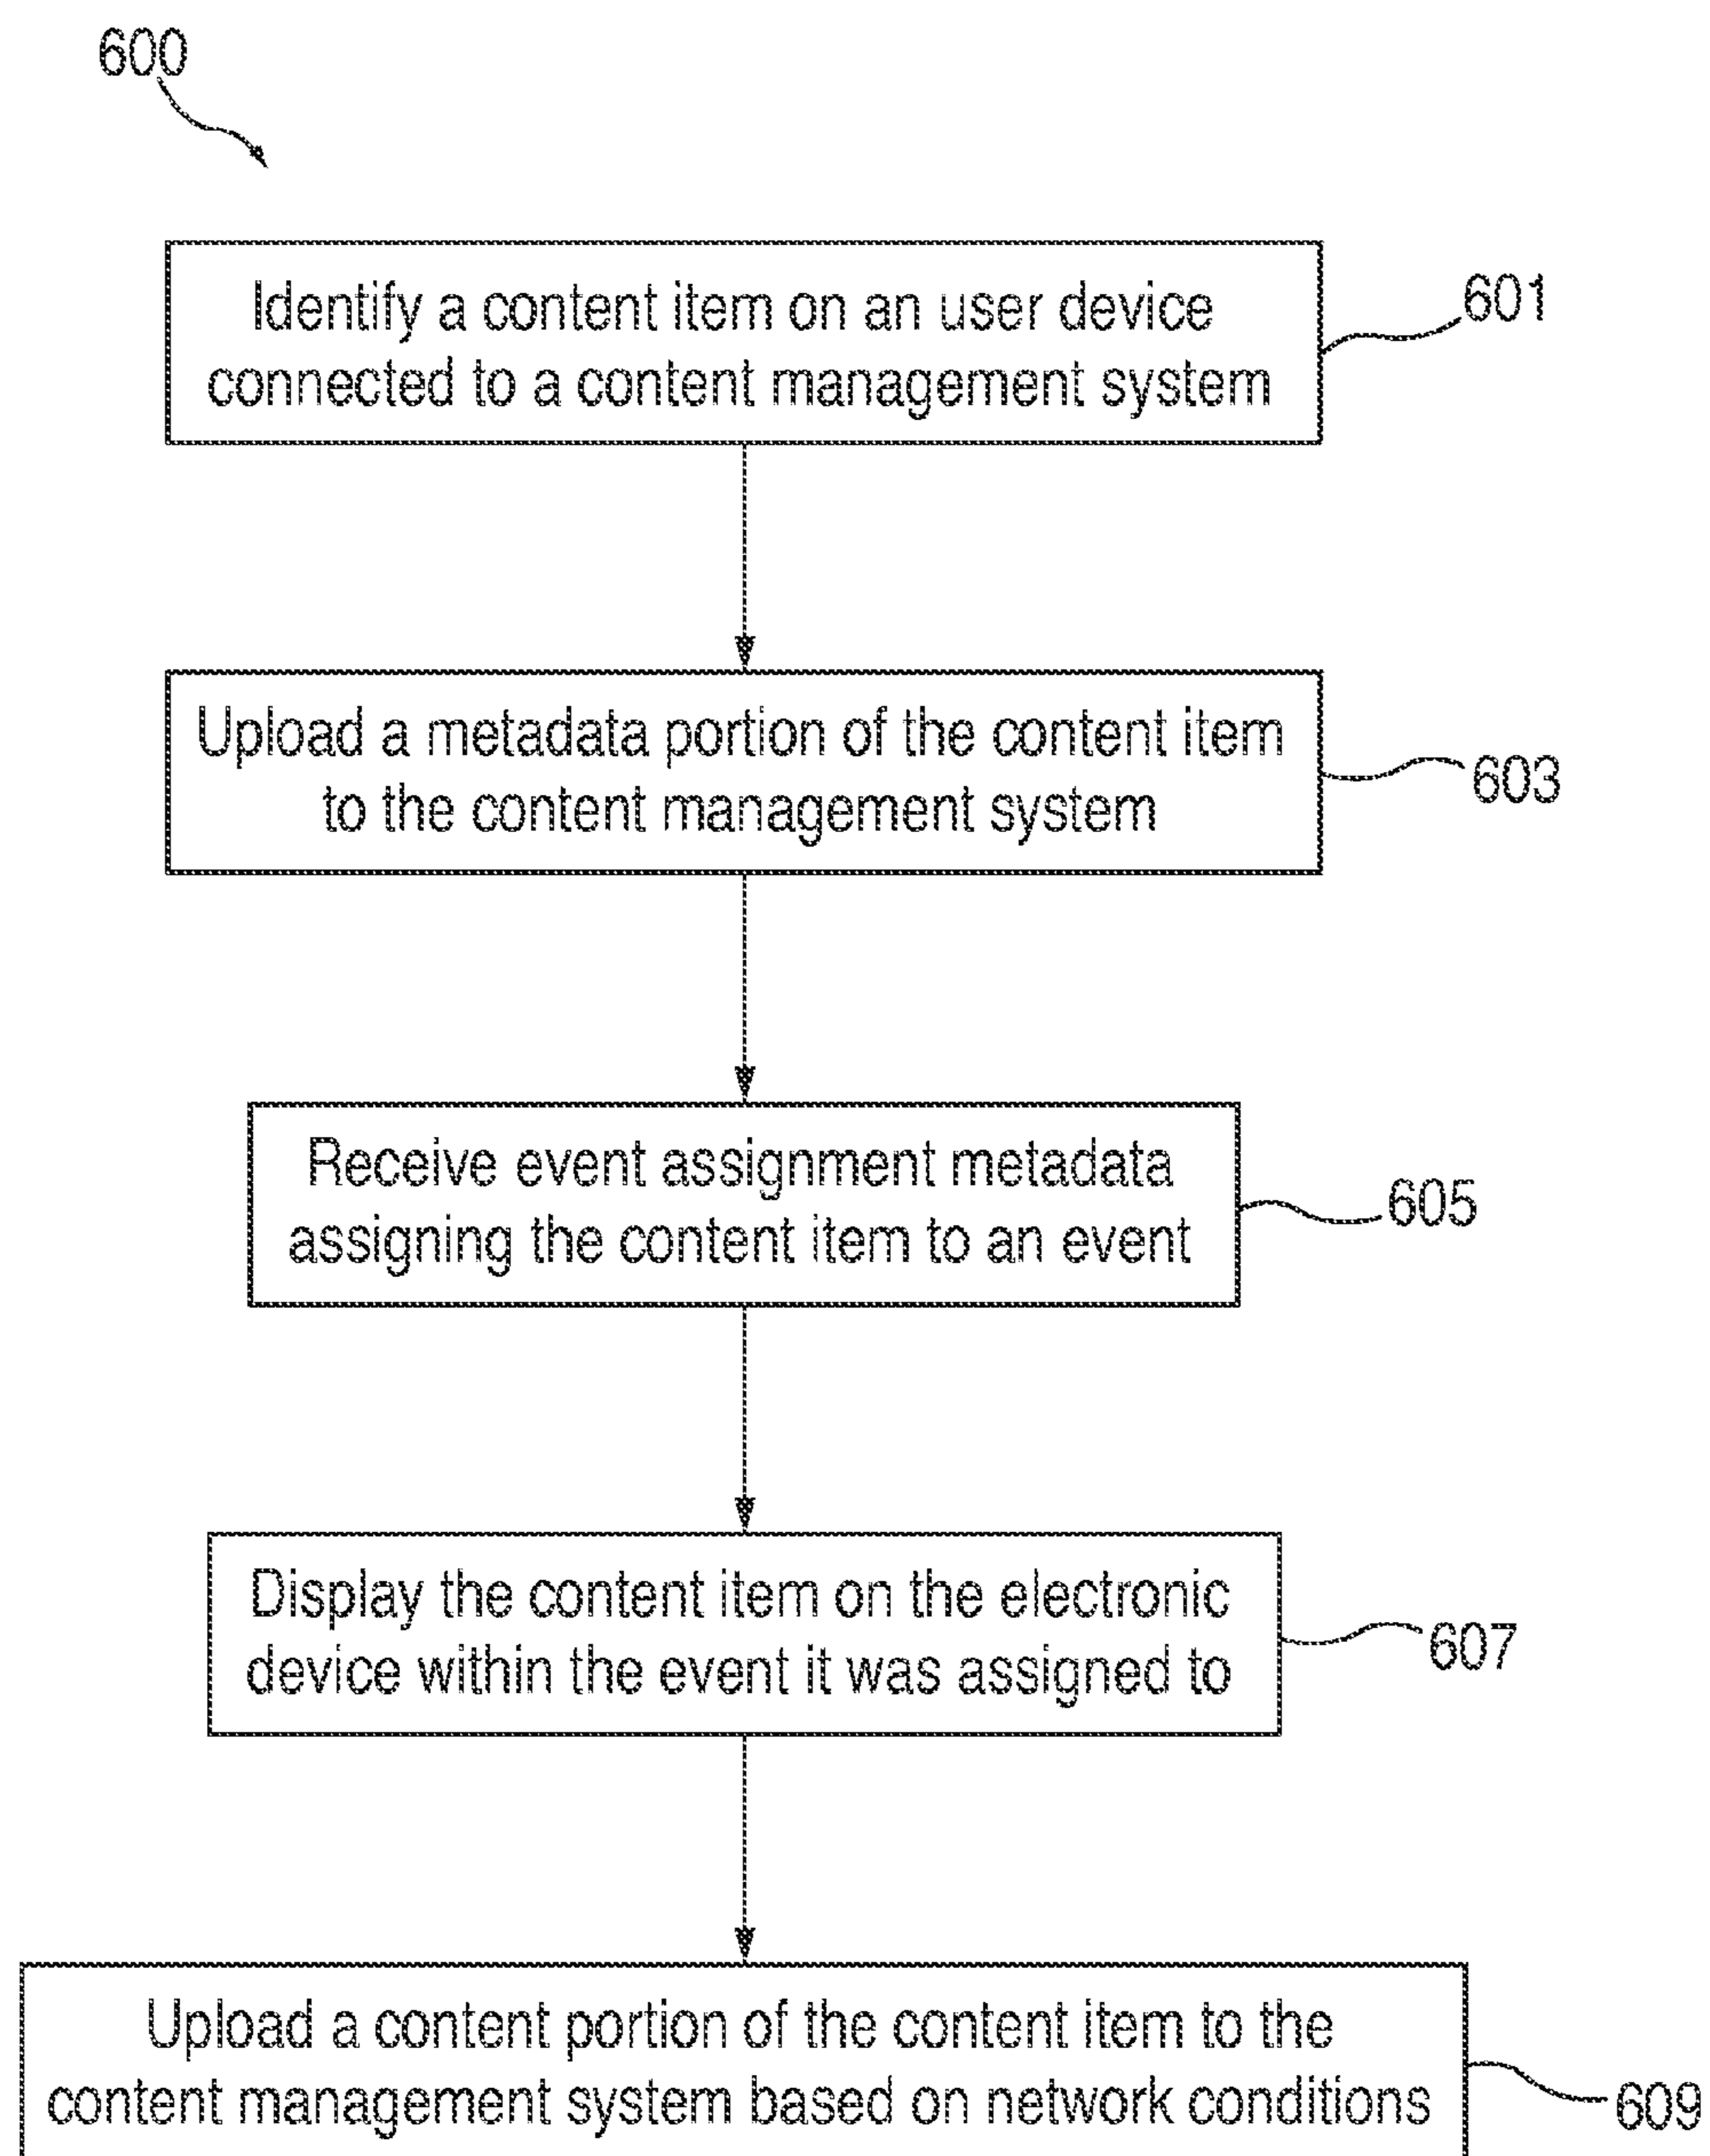 600
Identify a content item on an user device
connected to a content management system
601
Upload a metadata portion of the content item
to the content management system
603
Receive event assignment metadata
assigning the content item to an event
605
Display the content item on the electronic
device within the event it was assigned to
607
Upload a content portion of the content item to the
content management system based on network conditions
609